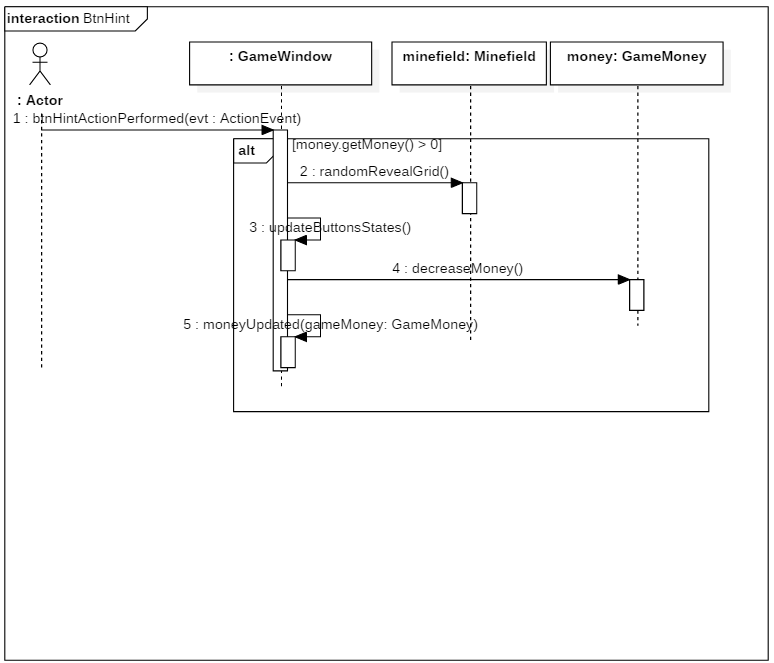 interaction BtnHint
: GameWindow
minefield: Minefield
money: GameMoney
: Actor
1 : btnHintActionPerformed(evt : ActionEvent)
alt
[money.getMoney() > 0]
2 : randomRevealGrid()
3 : updateButtonsStates()
4 : decreaseMoney()
5 : moneyUpdated(gameMoney: GameMoney)